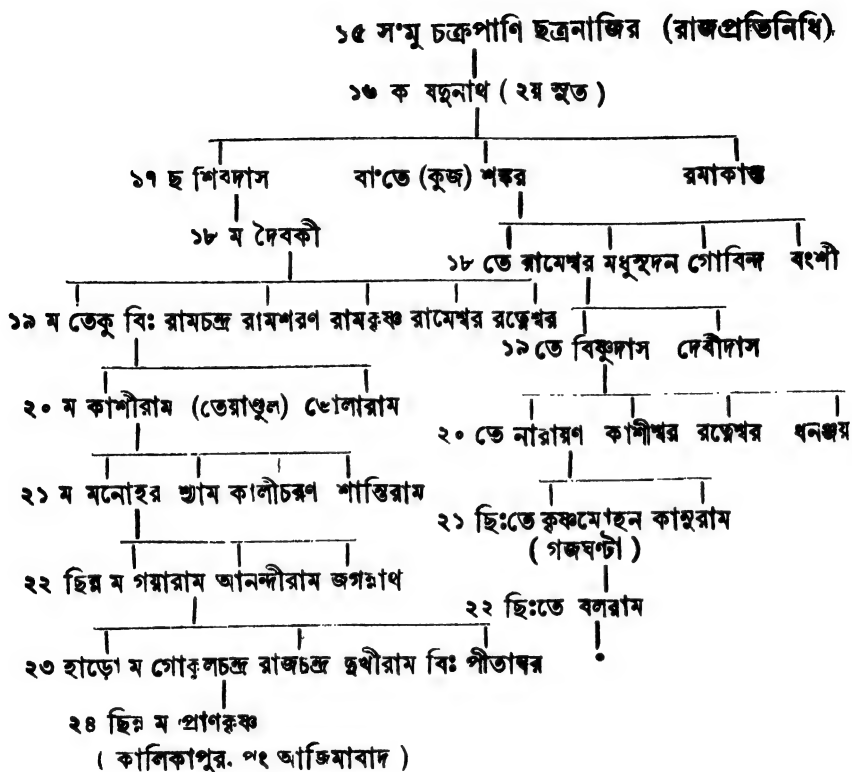 ১৫ স'মু চক্রপাণি ছত্রনাজির (রাজপ্রতিনিধি)
১৬ ক যদুনাথ ( ২য় সুত )
১৭ ছ শিবদাস বা'তে (কুজ) শঙ্কর রমাকান্ত
১৮ ম দৈবকী
১৮ তে রামেশ্বর মধুসূদন গোবিন্দ বংশী
১৯ ম তেকু বিঃ রামচন্দ্র রামশরণ রামকৃষ্ণ রামেশ্বর রত্নেশ্বর
১৯ তে বিষ্ণুদাস দেবীদাস
২০ ম কাশীরাম (তেয়াণ্ডুল) ভোলারাম
২০ তে নারায়ণ কাশীশ্বর রত্নেশ্বর ধনঞ্জয়
২১ ম মনোহর শ্যাম কালীচরণ শান্তিরাম
২১ ছিঃতে কৃষ্ণমোহন কানুরাম
( গজঘণ্টা )
২২ ছিন্ন ম গয়ারাম আনন্দীরাম জগন্নাথ
২২ ছিঃতে বলরাম
২৩ হাড়ো ম গোকুলচন্দ্র রাজচন্দ্র দুখীরাম বিঃ পীতাম্বর
২৪ ছিন্ন ম প্রাণকৃষ্ণ
( কালিকাপুর. পং আজিমাবাদ )